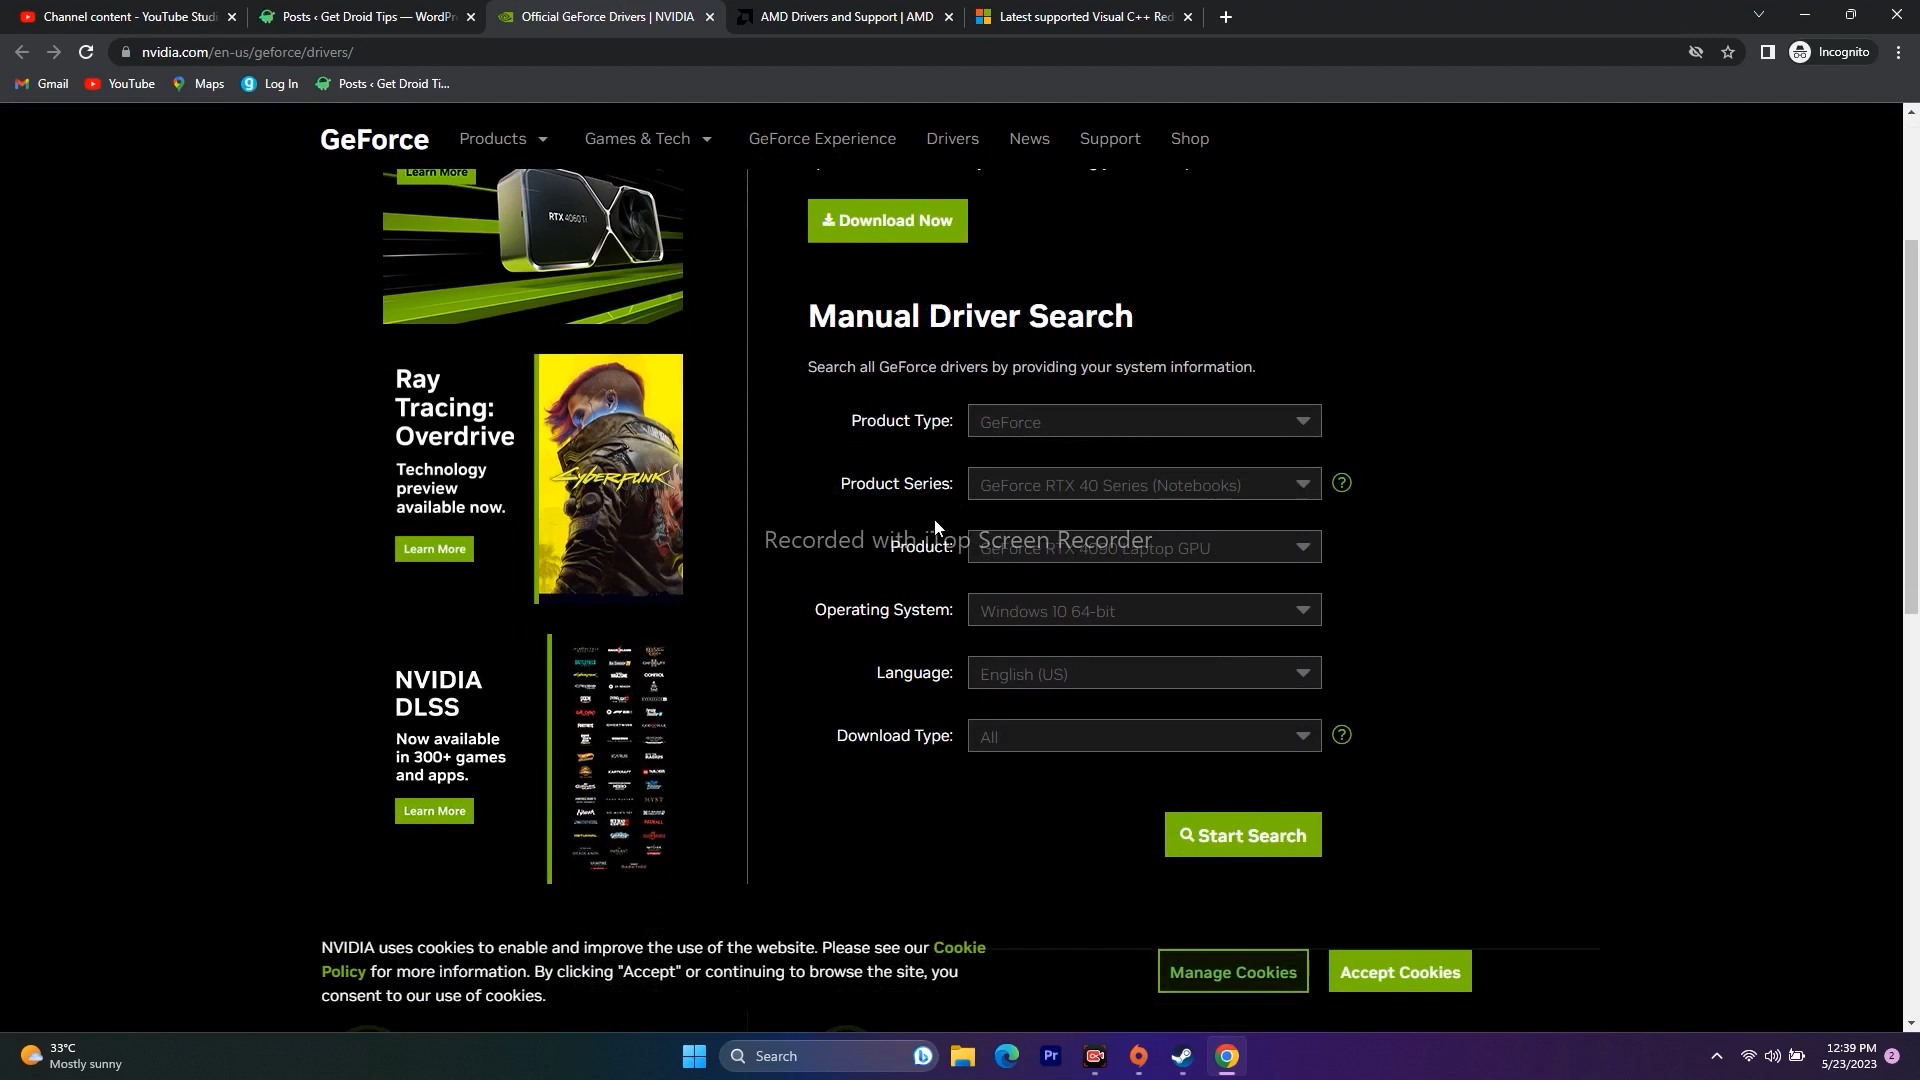 Channel content - YouTube Studi
Posts ‹ Get Droid Tips — WordPr
Official GeForce Drivers | NVIDIA
AMD Drivers and Support | AMD
Latest supported Visual C++ Red
nvidia.com/en-us/geforce/drivers/
Incognito
Gmail
YouTube
Maps
Log In
Posts ‹ Get Droid Ti...
GeForce
Products
Games & Tech
GeForce Experience
Drivers
News
Support
Shop
Learn More
RTX 4060 Ti
Download Now
Manual Driver Search
Search all GeForce drivers by providing your system information.
Product Type:
GeForce
Product Series:
GeForce RTX 40 Series (Notebooks)
Product:
GeForce RTX 4090 Laptop GPU
Recorded with iTop Screen Recorder
Operating System:
Windows 10 64-bit
Language:
English (US)
Download Type:
All
Start Search
Ray
Tracing:
Overdrive
Technology
preview
available now.
Learn More
CYBERPUNK
NVIDIA
DLSS
Now available
in 300+ games
and apps.
Learn More
NVIDIA uses cookies to enable and improve the use of the website. Please see our Cookie
Policy for more information. By clicking "Accept" or continuing to browse the site, you
consent to our use of cookies.
Manage Cookies
Accept Cookies
33°C
Mostly sunny
Search
Pr
12:39 PM
5/23/2023
2